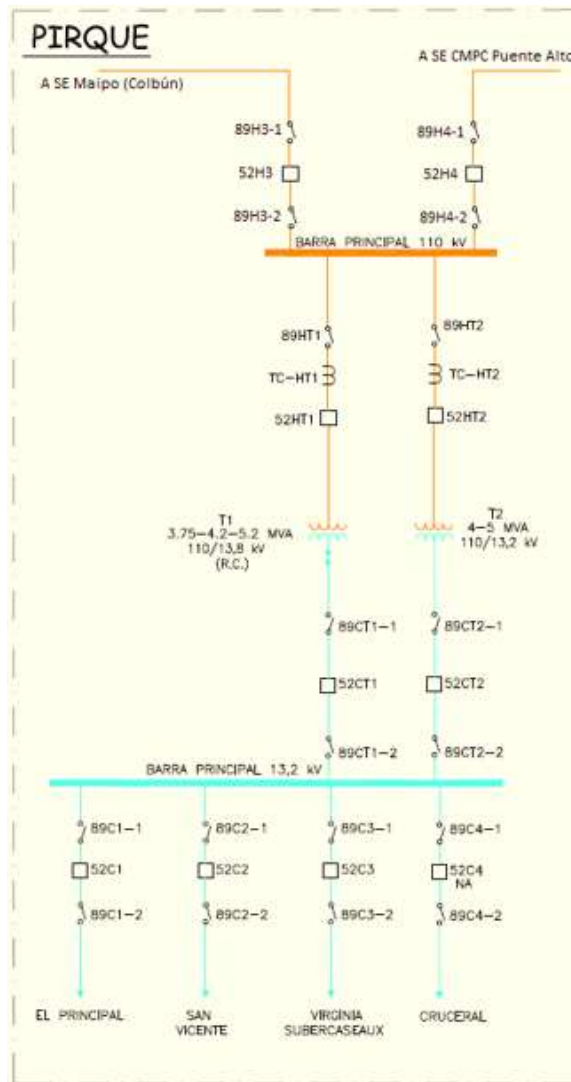 PIRQUE
A SE CMPC Puente Alto
A SE Maipo (Colbún)
89H3-1
89H4-1
52H3
52H4
89H3-2
89H4-2
BARRA PRINCIPAL 110 kV
89HT1
89HT2
TC-HT1
TC-HT2
52HT1
52HT2
T1
3.75-4.2-5.2 MVA
110/13,8 kV
(R.C.)
T2
4-5 MVA
110/13,2 kV
89CT1-1
89CT2-1
52CT1
52CT2
89CT1-2
89CT2-2
BARRA PRINCIPAL 13,2 kV
89C1-1
89C2-1
89C3-1
89C4-1
52C1
52C2
52C3
52C4
NA
89C1-2
89C2-2
89C3-2
89C4-2
EL PRINCIPAL
SAN
VICENTE
VIRGINIA
SUBERCASEAUX
CRUCERAL